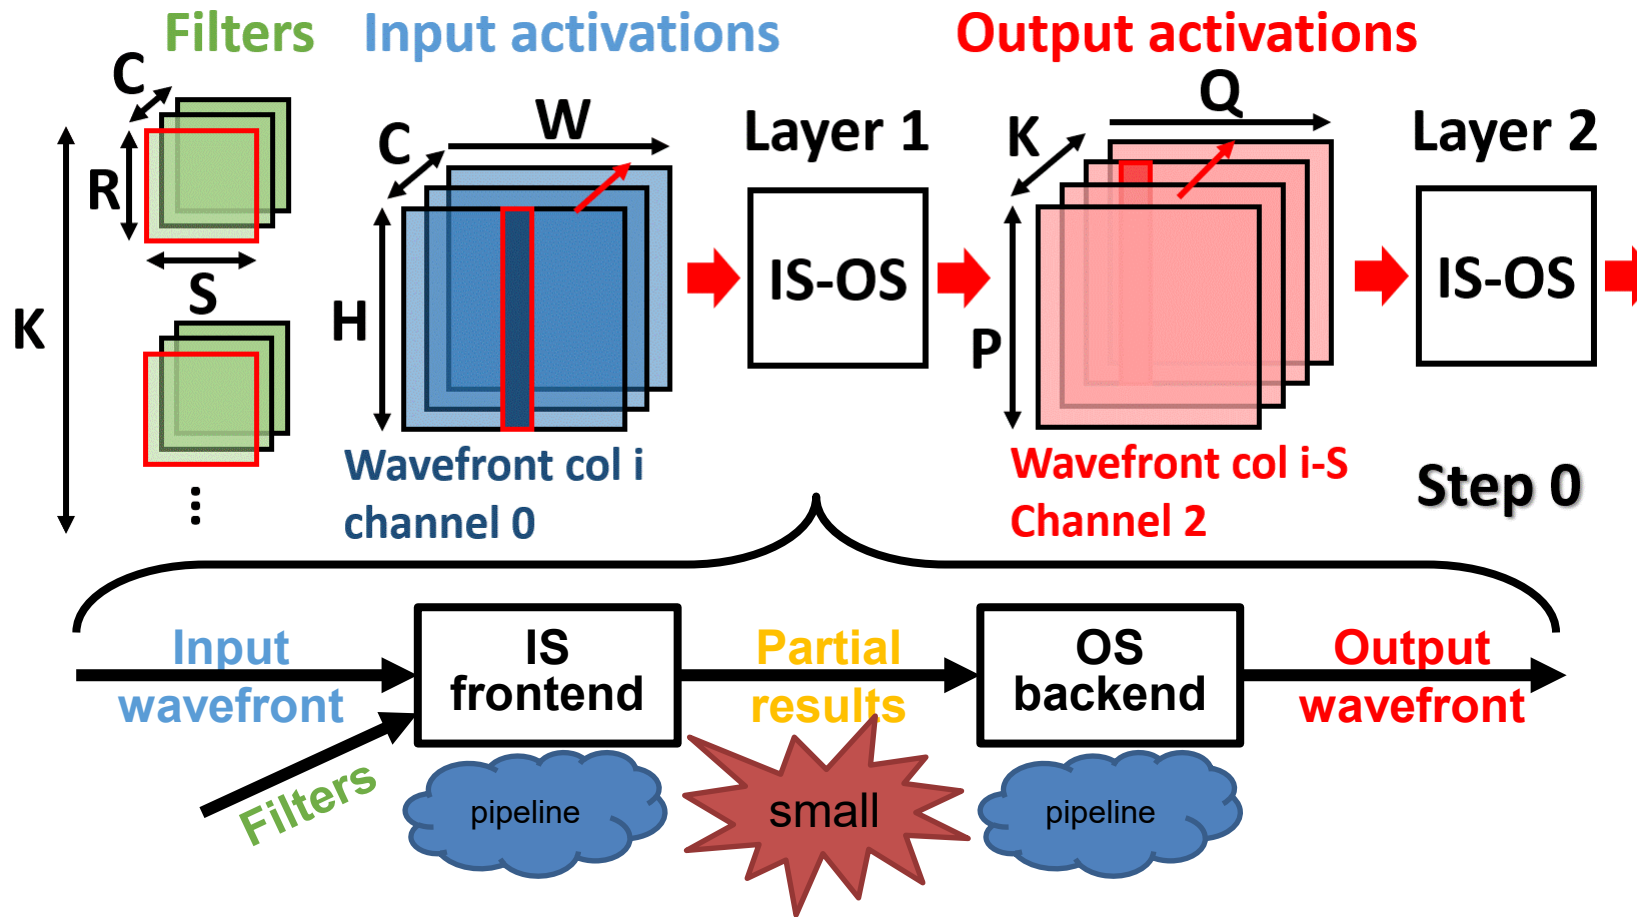 Filters
Input activations
Output activations
C
R
S
K
C
W
H
Layer 1
IS-OS
K
Q
P
Layer 2
IS-OS
Wavefront col i
channel 0
Wavefront col i-S
Channel 2
Step 0
Input
wavefront
Filters
IS
frontend
Partial
results
OS
backend
Output
wavefront
pipeline
small
pipeline